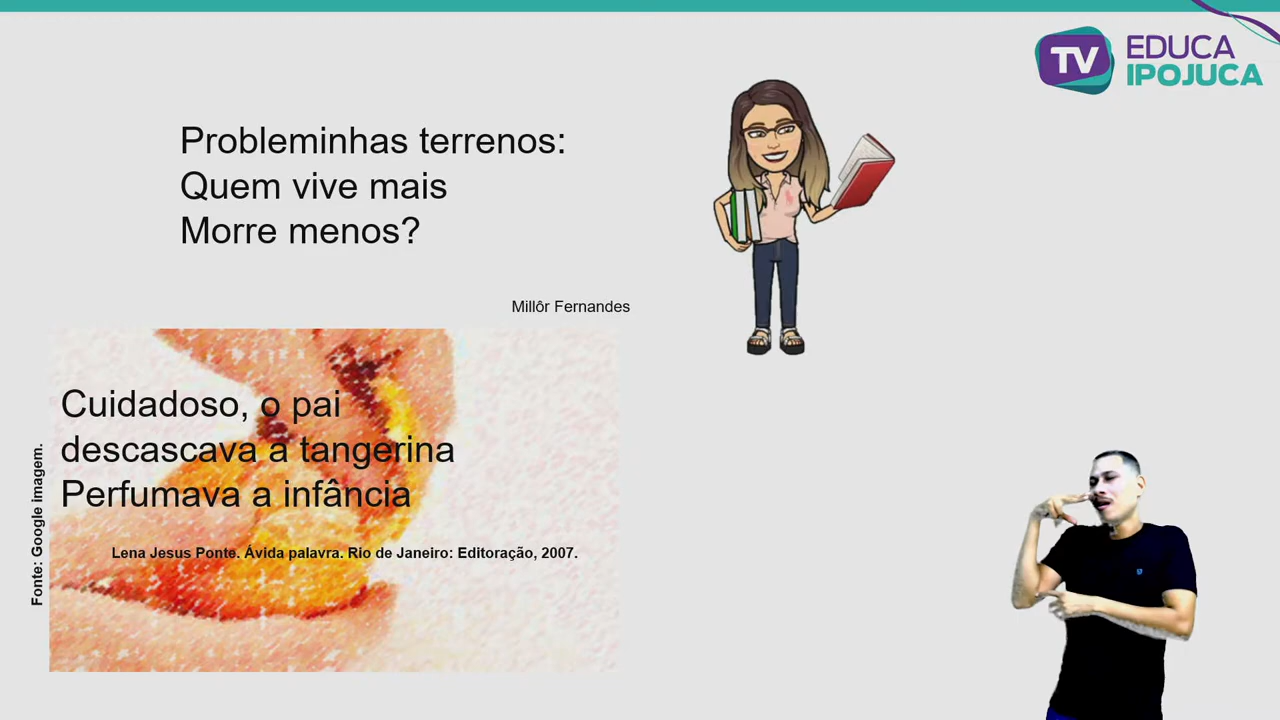 TV EDUCA
IPOJUCA
Probleminhas terrenos:
Quem vive mais
Morre menos?
Millôr Fernandes
Cuidadoso, o pai
descascava a tangerina
Perfumava a infância
Lena Jesus Ponte. Ávida palavra. Rio de Janeiro: Editoração, 2007.
Fonte: Google imagem.